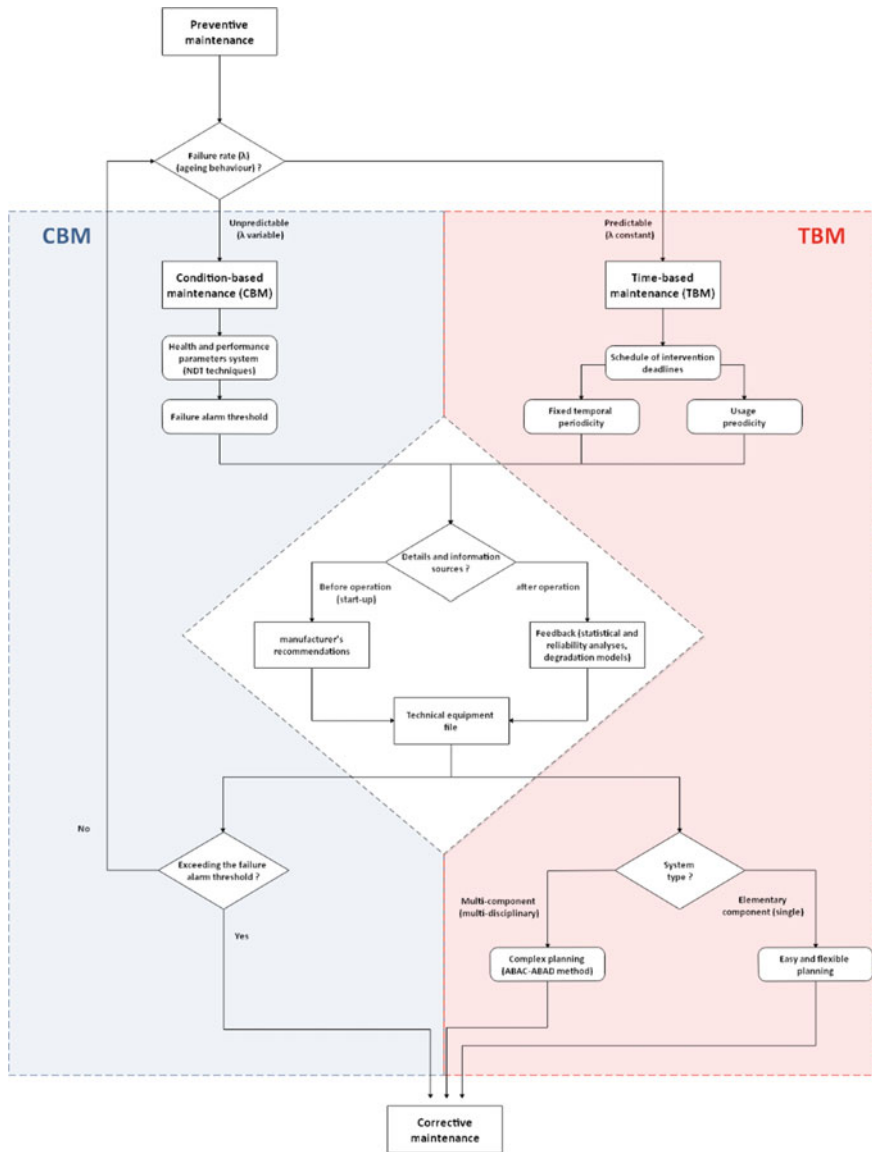 Preventive
maintenance
Failure rate (λ)
(ageing behaviour) ?
CBM
Unpredictable
(λ variable)
Predictable
(λ constant)
TBM
Condition-based
maintenance (CBM)
Time-based
maintenance (TBM)
Health and performance
parameters system
(NDT techniques)
Schedule of intervention
deadlines
Failure alarm threshold
Fixed temporal
periodicity
Usage
preodicity
Details and information
sources ?
Before operation
(start-up)
after operation
manufacturer's
recommendations
Feedback (statistical and
reliability analyses,
degradation models)
Technical equipment
file
No
Exceeding the failure
alarm threshold ?
System
type ?
Multi-component
(multi-disciplinary)
Elementary
component (single)
Yes
Complex planning
(ABAC-ABAD method)
Easy and flexible
planning
Corrective
maintenance